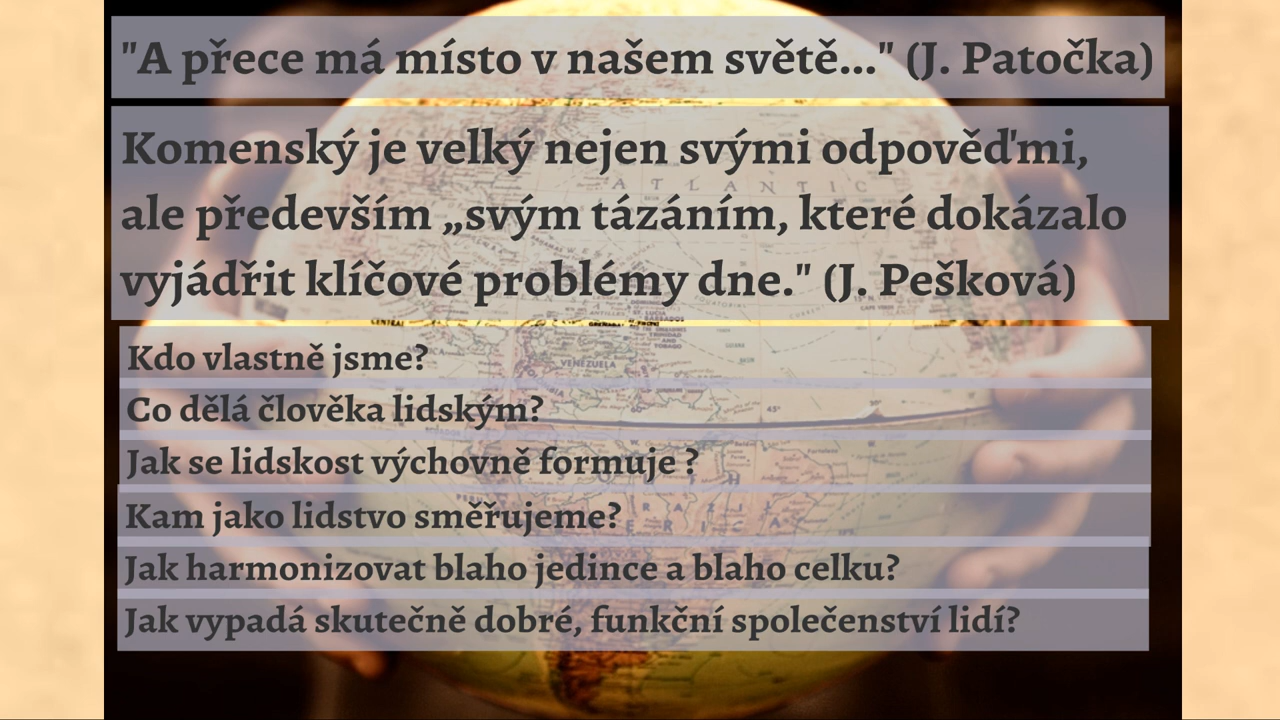 "A přece má místo v našem světě..." (J. Patočka)
Komenský je velký nejen svými odpověďmi,
ale především „svým tázáním, které dokázalo
vyjádřit klíčové problémy dne." (J. Pešková)
Kdo vlastně jsme?
Co dělá člověka lidským?
Jak se lidskost výchovně formuje ?
Kam jako lidstvo směřujeme?
Jak harmonizovat blaho jedince a blaho celku?
Jak vypadá skutečně dobré, funkční společenství lidí?
ATLANTIC
VENEZUELA